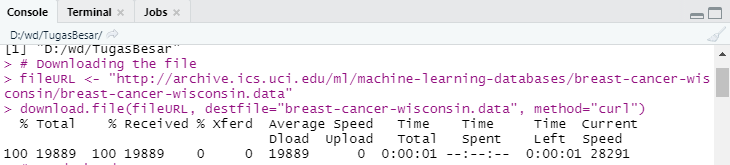 Console Terminal × Jobs ×
D:/wd/TugasBesar/
[1] "D:/wd/TugasBesar"
> # Downloading the file
> fileURL <- "http://archive.ics.uci.edu/ml/machine-learning-databases/breast-cancer-wis
consin/breast-cancer-wisconsin.data"
> download.file(fileURL, destfile="breast-cancer-wisconsin.data", method="curl")
% Total % Received % Xferd Average Speed Time Time Time Current
Dload Upload Total Spent Left Speed
100 19889 100 19889 0 0 19889 0 0:00:01 --:--:-- 0:00:01 28291